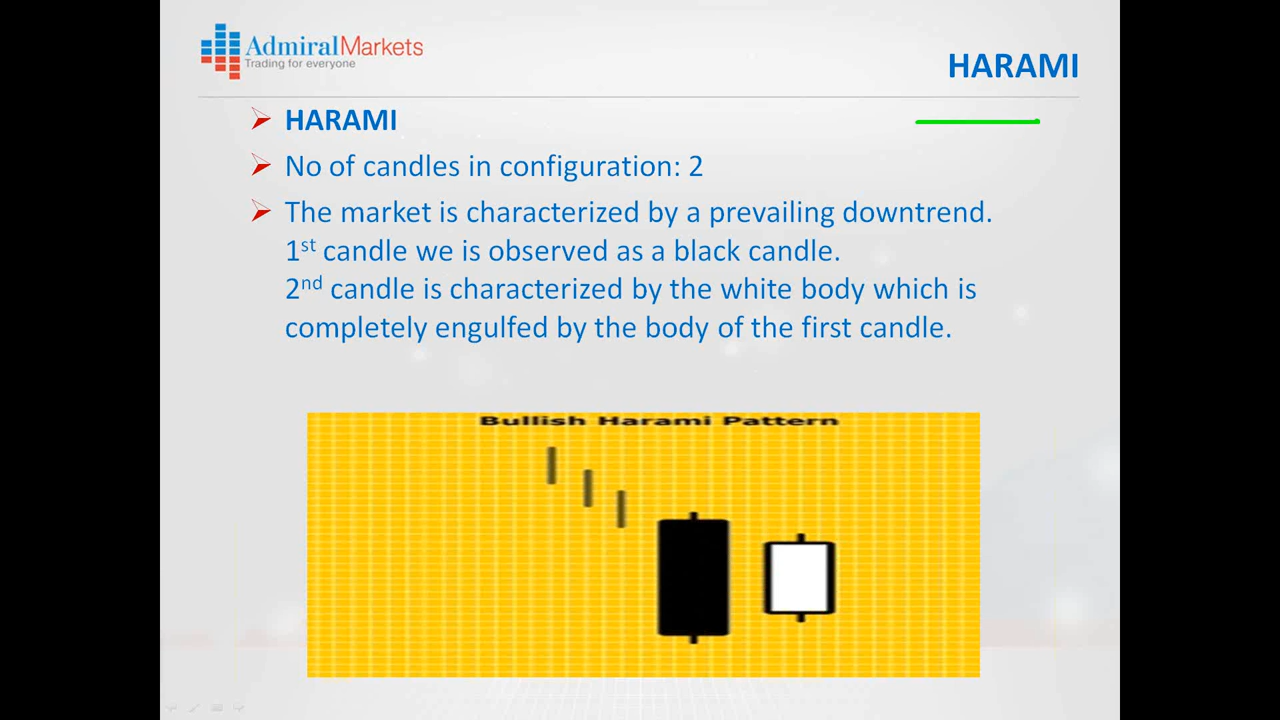 AdmiralMarkets
Trading for everyone
HARAMI
HARAMI
No of candles in configuration: 2
The market is characterized by a prevailing downtrend.
1st candle we is observed as a black candle.
2nd candle is characterized by the white body which is
completely engulfed by the body of the first candle.
Bullish Harami Pattern